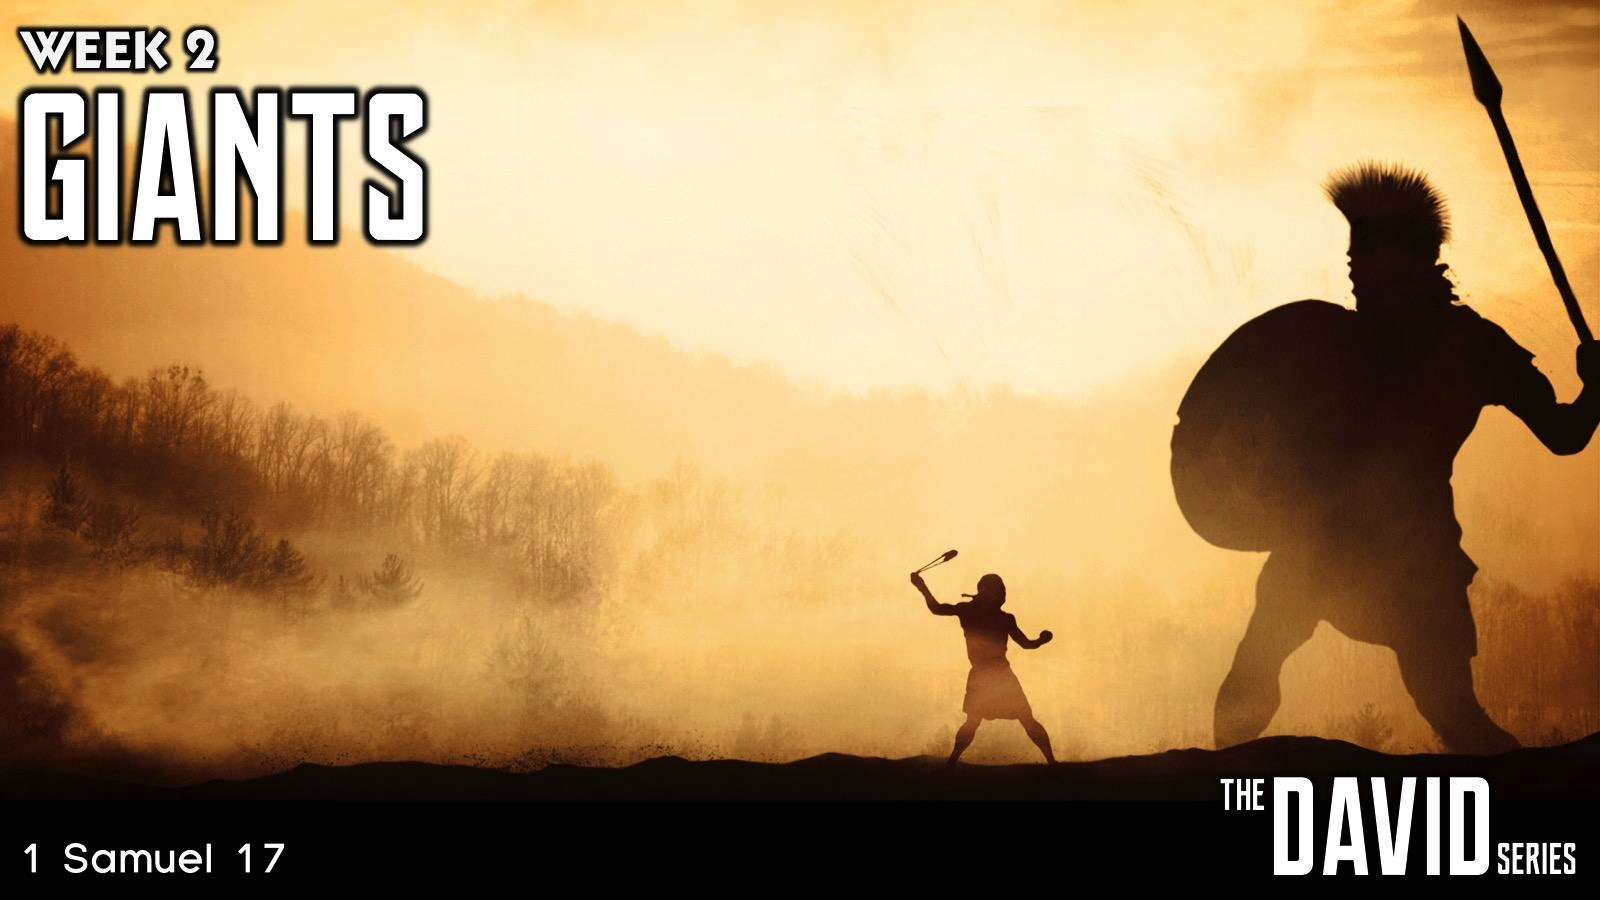 WEEK 2
GIANTS
THE DAVID SERIES
1 Samuel 17